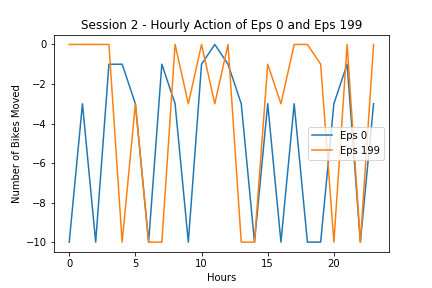 Session 2 - Hourly Action of Eps 0 and Eps 199
Number of Bikes Moved
0
−2
−4
−6
−8
−10
Eps 0
Eps 199
0 5 10 15 20
Hours